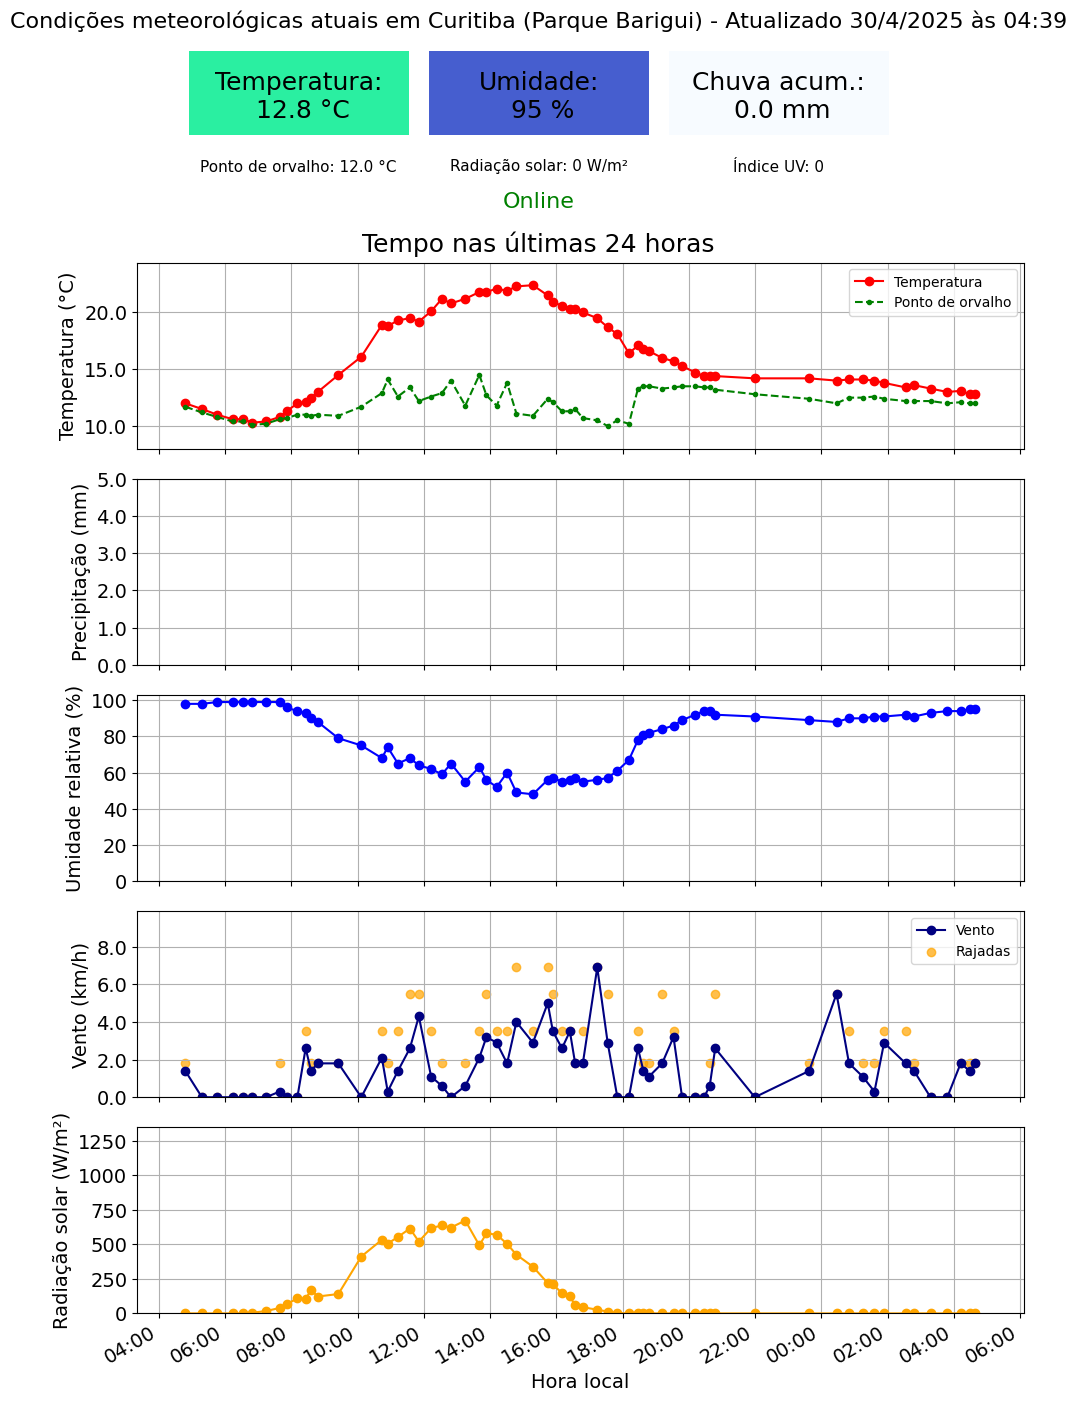 Condições meteorológicas atuais em Curitiba (Parque Barigui) - Atualizado 30/4/2025 às 04:39
Temperatura:
12.8 °C
Umidade:
95 %
Chuva acum.:
0.0 mm
Ponto de orvalho: 12.0 °C
Radiação solar: 0 W/m²
Índice UV: 0
Online
Tempo nas últimas 24 horas
Temperatura (°C)
20.0
15.0
10.0
Temperatura
Ponto de orvalho
Precipitação (mm)
5.0
4.0
3.0
2.0
1.0
0.0
Umidade relativa (%)
100
80
60
40
20
0
Vento (km/h)
8.0
6.0
4.0
2.0
0.0
Vento
Rajadas
Radiação solar (W/m²)
1250
1000
750
500
250
0
04:00
06:00
08:00
10:00
12:00
14:00
16:00
18:00
20:00
22:00
00:00
02:00
04:00
06:00
Hora local